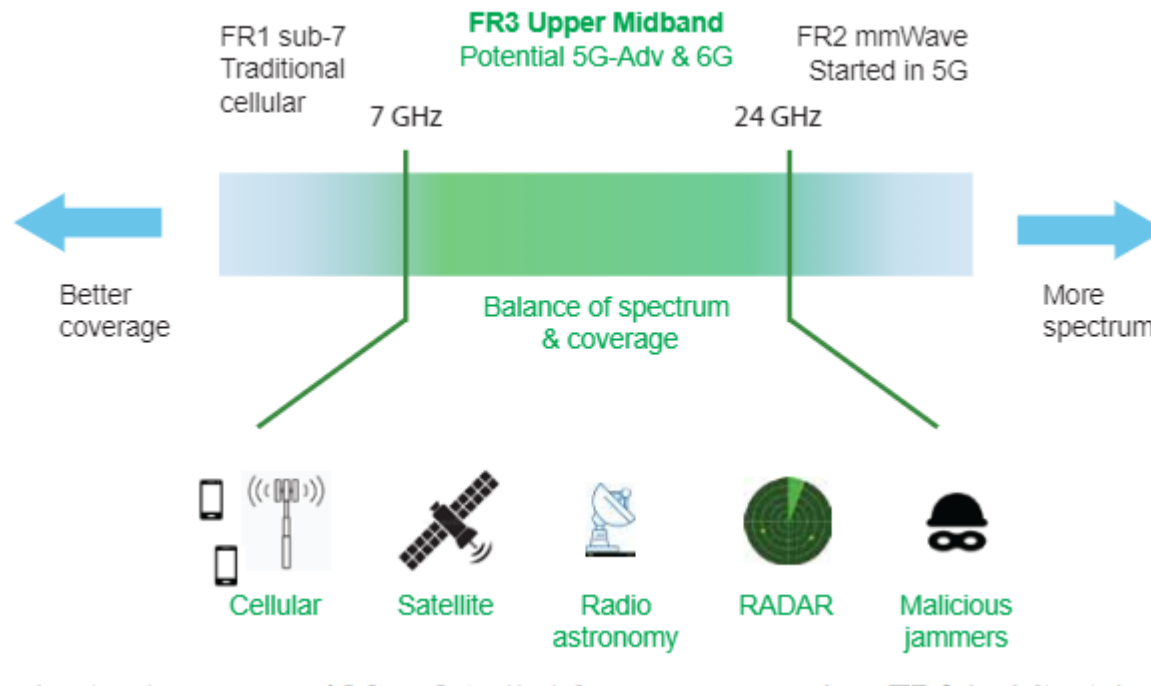 FR1 sub-7
Traditional
cellular
FR3 Upper Midband
Potential 5G-Adv & 6G
FR2 mmWave
Started in 5G
7 GHz
24 GHz
Better
coverage
Balance of spectrum
& coverage
More
spectrum
Cellular
Satellite
Radio
astronomy
RADAR
Malicious
jammers